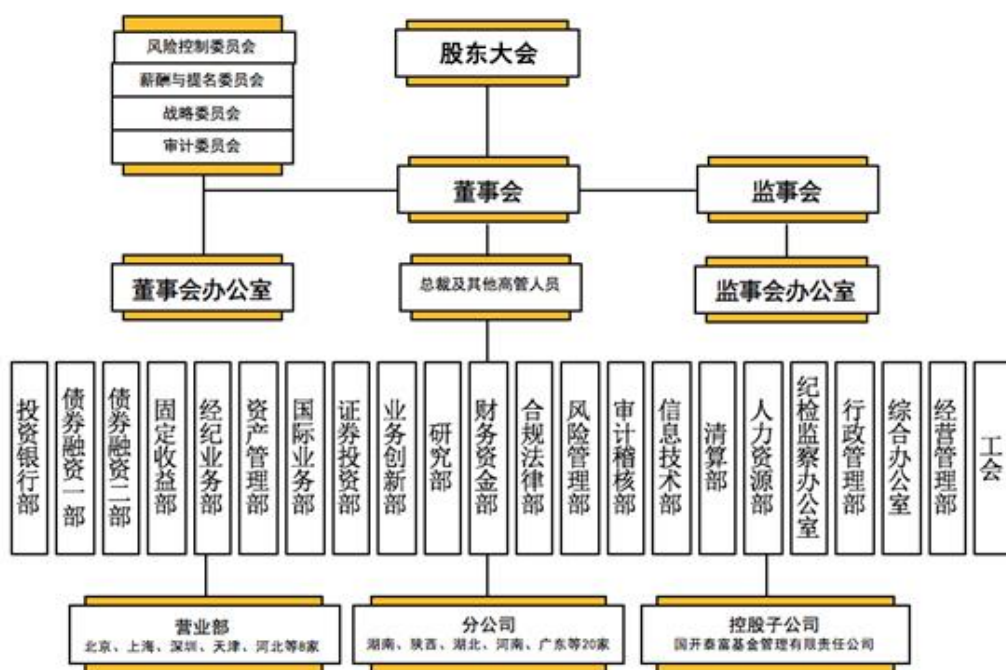 风险控制委员会
薪酬与提名委员会
战略委员会
审计委员会
股东大会
董事会
监事会
董事会办公室
总裁及其他高管人员
监事会办公室
投资银行部
债券融资一部
债券融资二部
固定收益部
经纪业务部
资产管理部
国际业务部
证券投资部
业务创新部
研究部
财务资金部
合规法律部
风险管理部
审计稽核部
信息技术部
清算部
人力资源部
纪检监察办公室
行政管理部
综合办公室
经营管理部
工会
营业部
北京、上海、深圳、天津、河北等8家
分公司
湖南、陕西、湖北、河南、广东等20家
控股子公司
国开泰富基金管理有限责任公司